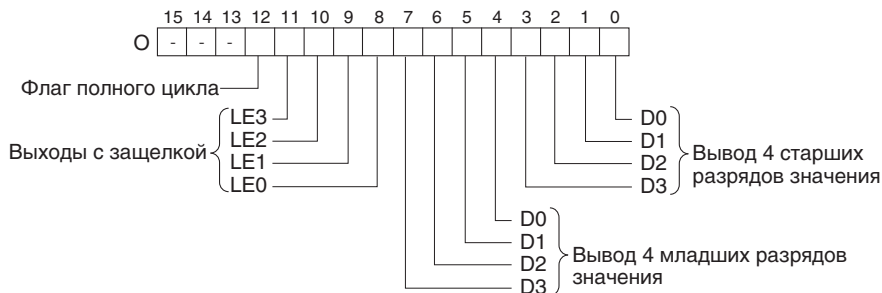 15 14 13 12 11 10 9 8 7 6 5 4 3 2 1 0
O - - -
Флаг полного цикла
LE3
LE2
LE1
LE0
Выходы с защелкой
D0
D1
D2
D3
Вывод 4 старших
разрядов значения
D0
D1
D2
D3
Вывод 4 младших разрядов
значения